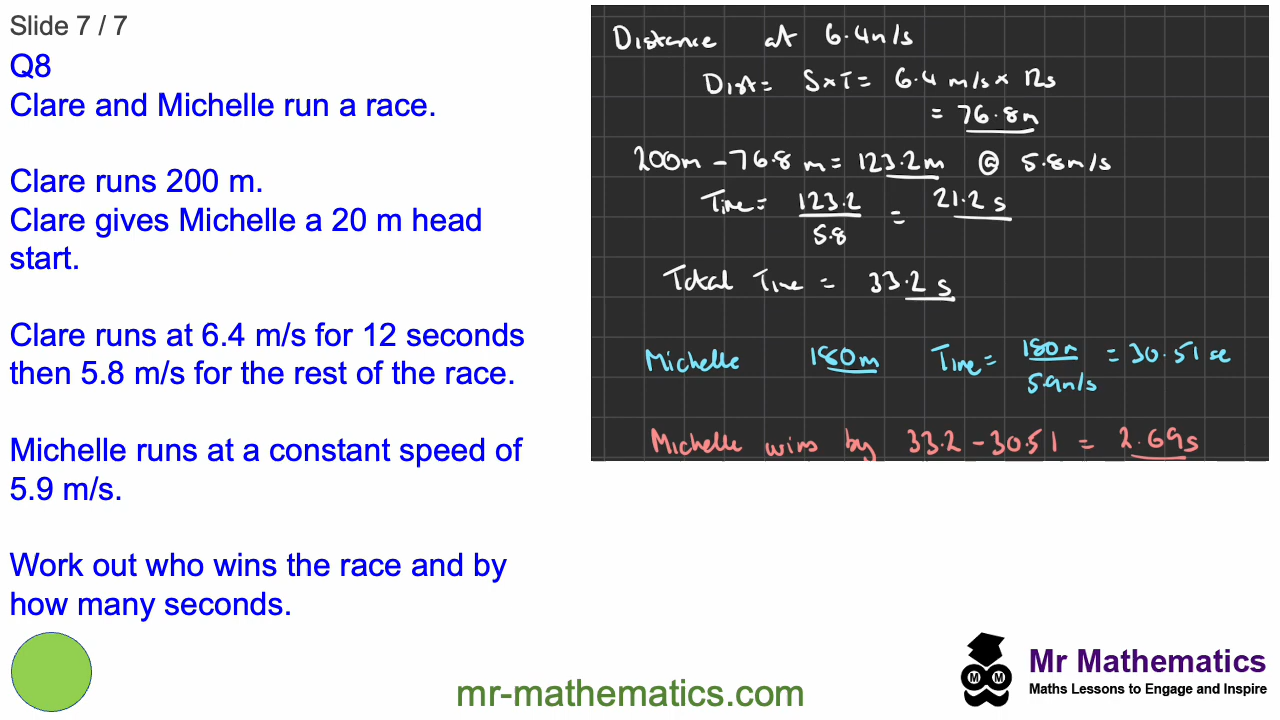 Slide 7 / 7
Q8
Clare and Michelle run a race.
Clare runs 200 m.
Clare gives Michelle a 20 m head
start.
Clare runs at 6.4 m/s for 12 seconds
then 5.8 m/s for the rest of the race.
Michelle runs at a constant speed of
5.9 m/s.
Work out who wins the race and by
how many seconds.
Distance at 6.4m/s
Dist = S×T = 6.4 m/s × 12s
= 76.8m
200m - 76.8 m = 123.2m @ 5.8m/s
Time = 123.2 / 5.8 = 21.2 s
Total Time = 33.2 s
Michelle 180m Time = 180m / 5.9m/s = 30.51 se
Michelle wins by 33.2 - 30.51 = 2.69s
mr-mathematics.com
M M
Mr Mathematics
Maths Lessons to Engage and Inspire